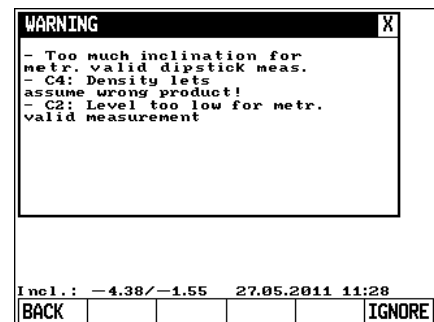 WARNING X
- Too much inclination for
metr. valid dipstick meas.
- C4: Density lets
assume wrong product!
- C2: Level too low for metr.
valid measurement
Incl.: -4.38/-1.55 27.05.2011 11:28
BACK IGNORE